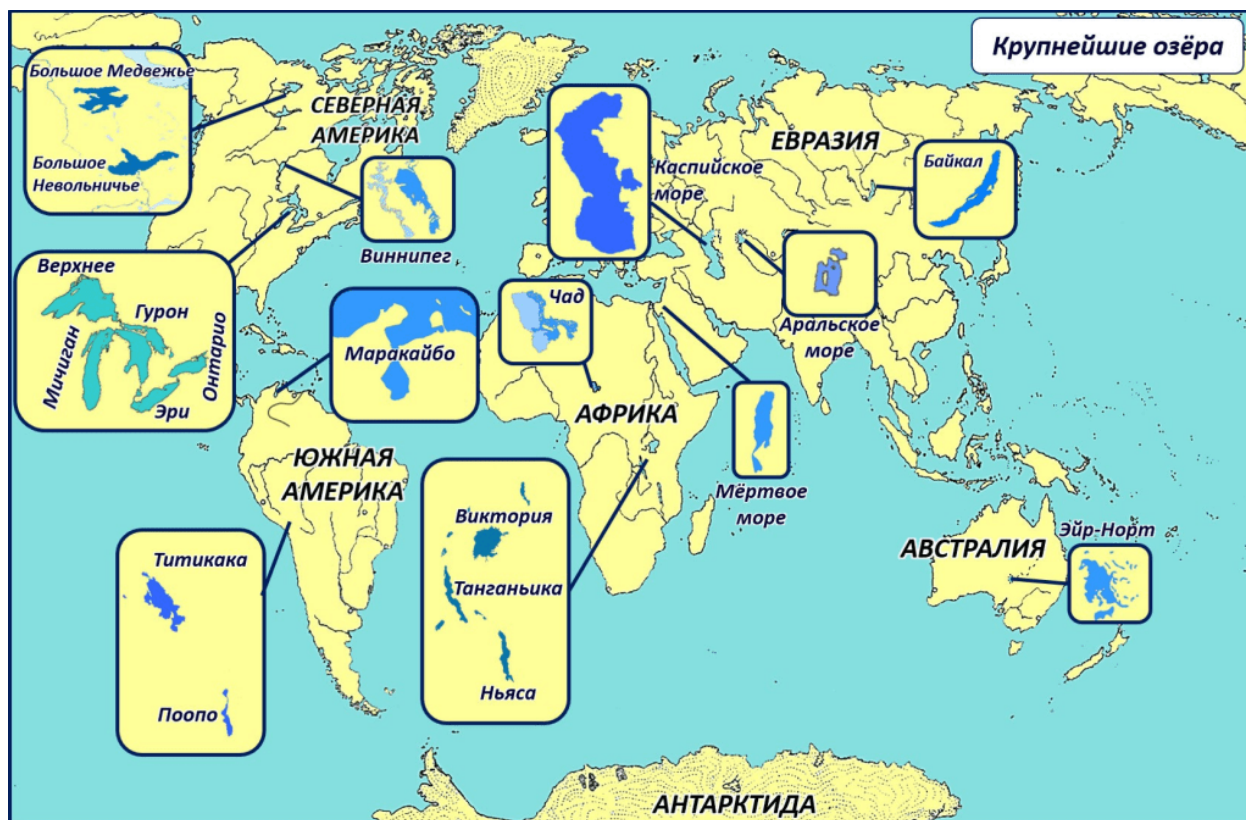 Крупнейшие озёра
Большое Медвежье
Большое
Невольничье
СЕВЕРНАЯ
АМЕРИКА
Виннипег
Верхнее
Гурон
Мичиган
Онтарио
Эри
Маракайбо
ЮЖНАЯ
АМЕРИКА
Титикака
Поопо
ЕВРАЗИЯ
Каспийское
море
Байкал
Аральское
море
Чад
АФРИКА
Мёртвое
море
Виктория
Танганьика
Ньяса
АВСТРАЛИЯ
Эйр-Норт
АНТАРКТИДА